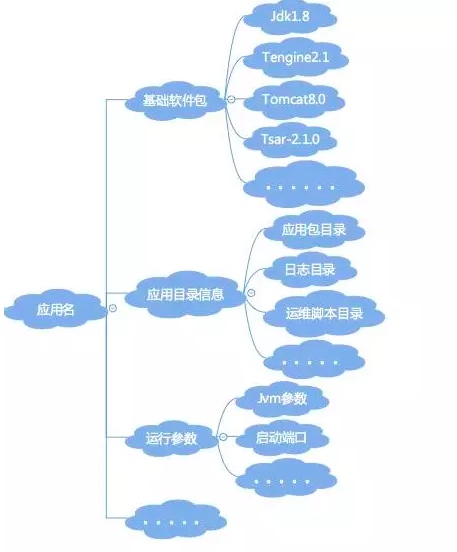 Jdk1.8
Tengine2.1
基础软件包
Tomcat8.0
Tsar-2.1.0
......
应用包目录
日志目录
应用目录信息
应用名
运维脚本目录
.....
Jvm参数
运行参数
启动端口
.....
.....